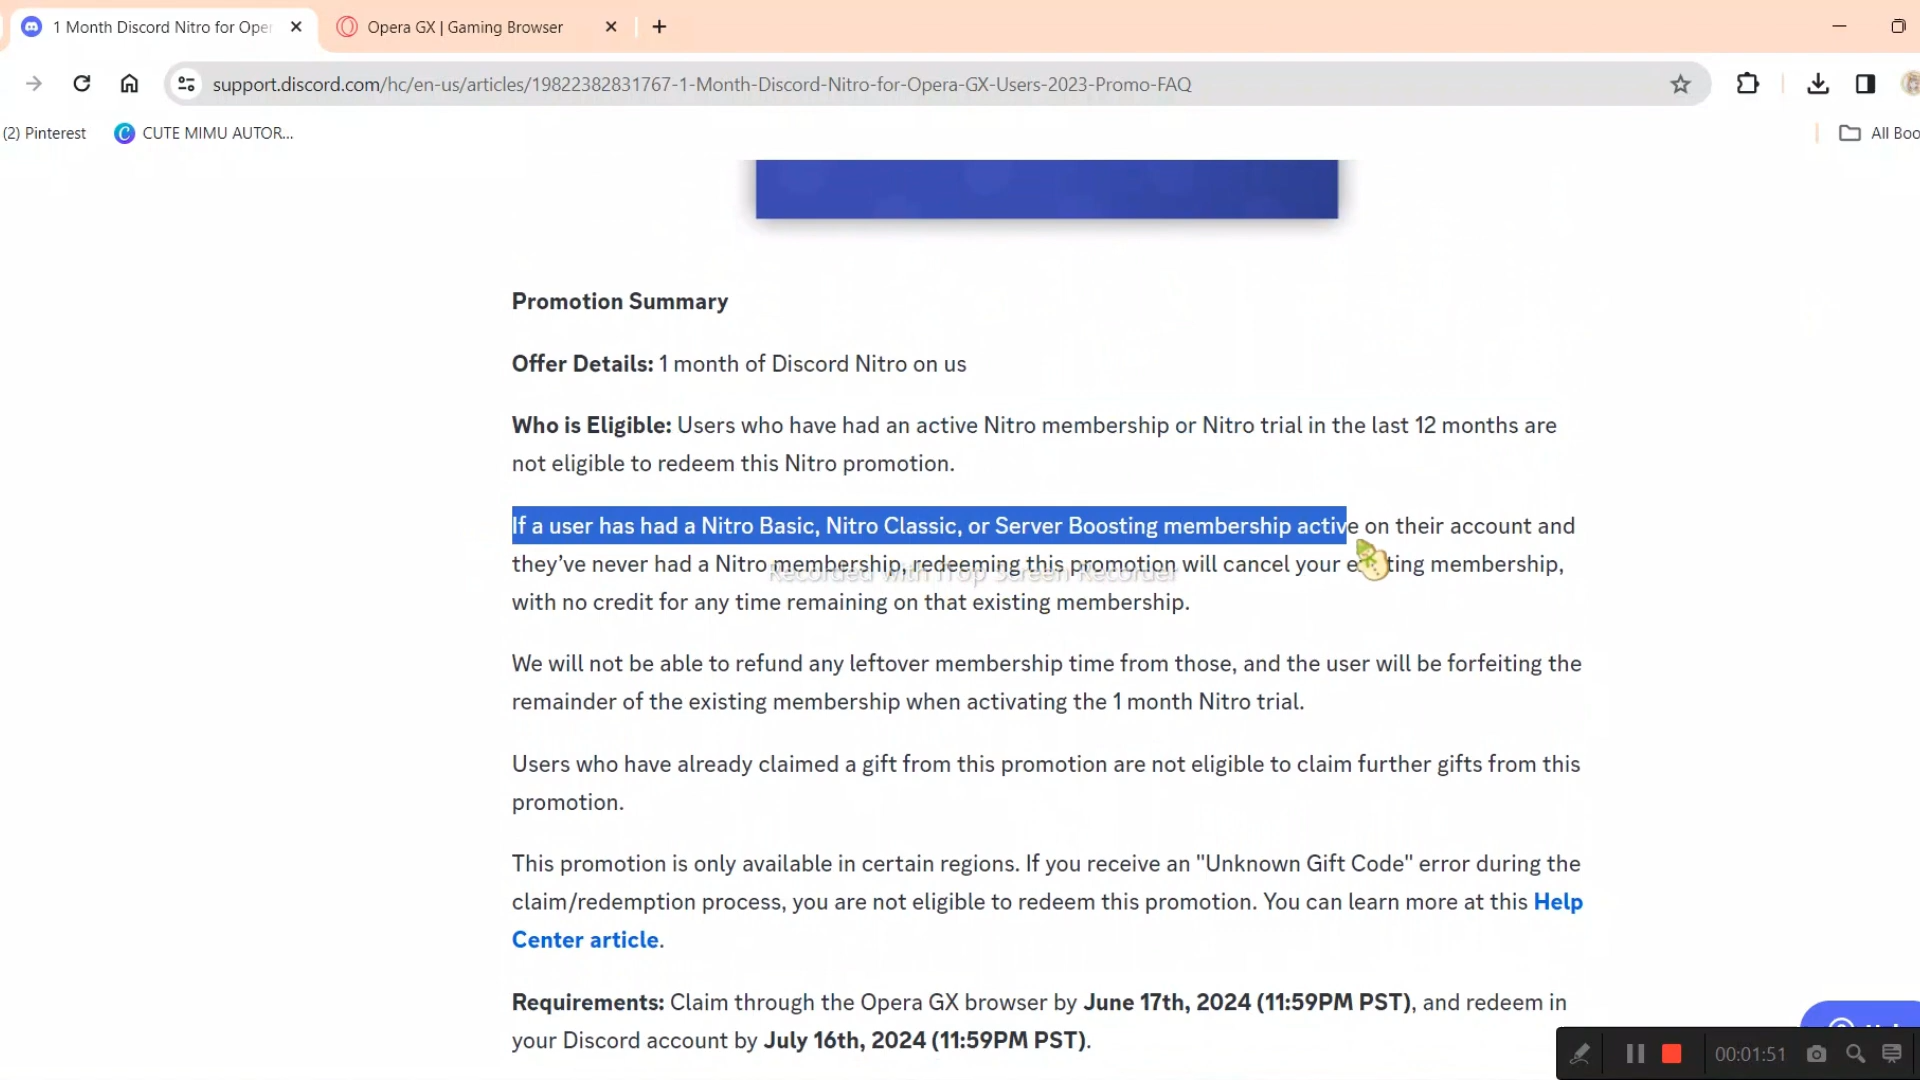 1 Month Discord Nitro for Oper
Opera GX | Gaming Browser
support.discord.com/hc/en-us/articles/19822382831767-1-Month-Discord-Nitro-for-Opera-GX-Users-2023-Promo-FAQ
(2) Pinterest
CUTE MIMU AUTOR...
All Boo
Promotion Summary
Offer Details: 1 month of Discord Nitro on us
Who is Eligible: Users who have had an active Nitro membership or Nitro trial in the last 12 months are
not eligible to redeem this Nitro promotion.
If a user has had a Nitro Basic, Nitro Classic, or Server Boosting membership active on their account and
they’ve never had a Nitro membership, redeeming this promotion will cancel your existing membership,
Recorded with iTop Screen Recorder
with no credit for any time remaining on that existing membership.
We will not be able to refund any leftover membership time from those, and the user will be forfeiting the
remainder of the existing membership when activating the 1 month Nitro trial.
Users who have already claimed a gift from this promotion are not eligible to claim further gifts from this
promotion.
This promotion is only available in certain regions. If you receive an "Unknown Gift Code" error during the
claim/redemption process, you are not eligible to redeem this promotion. You can learn more at this Help
Center article.
Requirements: Claim through the Opera GX browser by June 17th, 2024 (11:59PM PST), and redeem in
your Discord account by July 16th, 2024 (11:59PM PST).
00:01:51